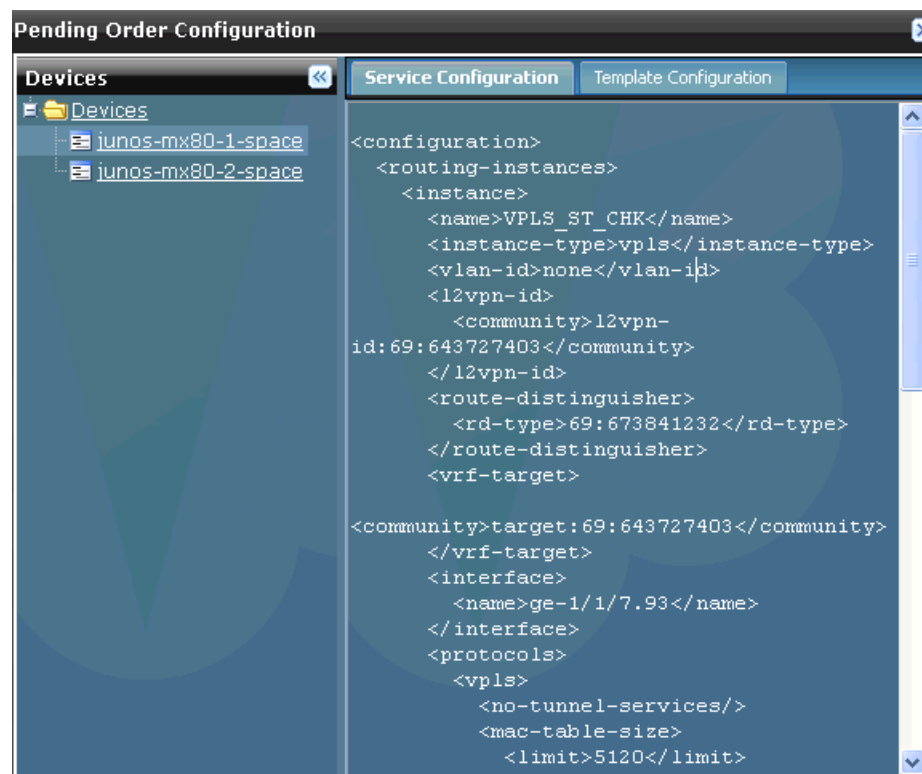 Pending Order Configuration
Devices
Devices
junos-mx80-1-space
junos-mx80-2-space
Service Configuration
Template Configuration
<configuration>
<routing-instances>
<instance>
<name>VPLS_ST_CHK</name>
<instance-type>vpls</instance-type>
<vlan-id>none</vlan-id>
<l2vpn-id>
<community>l2vpn-
id:69:643727403</community>
</l2vpn-id>
<route-distinguisher>
<rd-type>69:673841232</rd-type>
</route-distinguisher>
<vrf-target>
<community>target:69:643727403</community>
</vrf-target>
<interface>
<name>ge-1/1/7.93</name>
</interface>
<protocols>
<vpls>
<no-tunnel-services/>
<mac-table-size>
<limit>5120</limit>